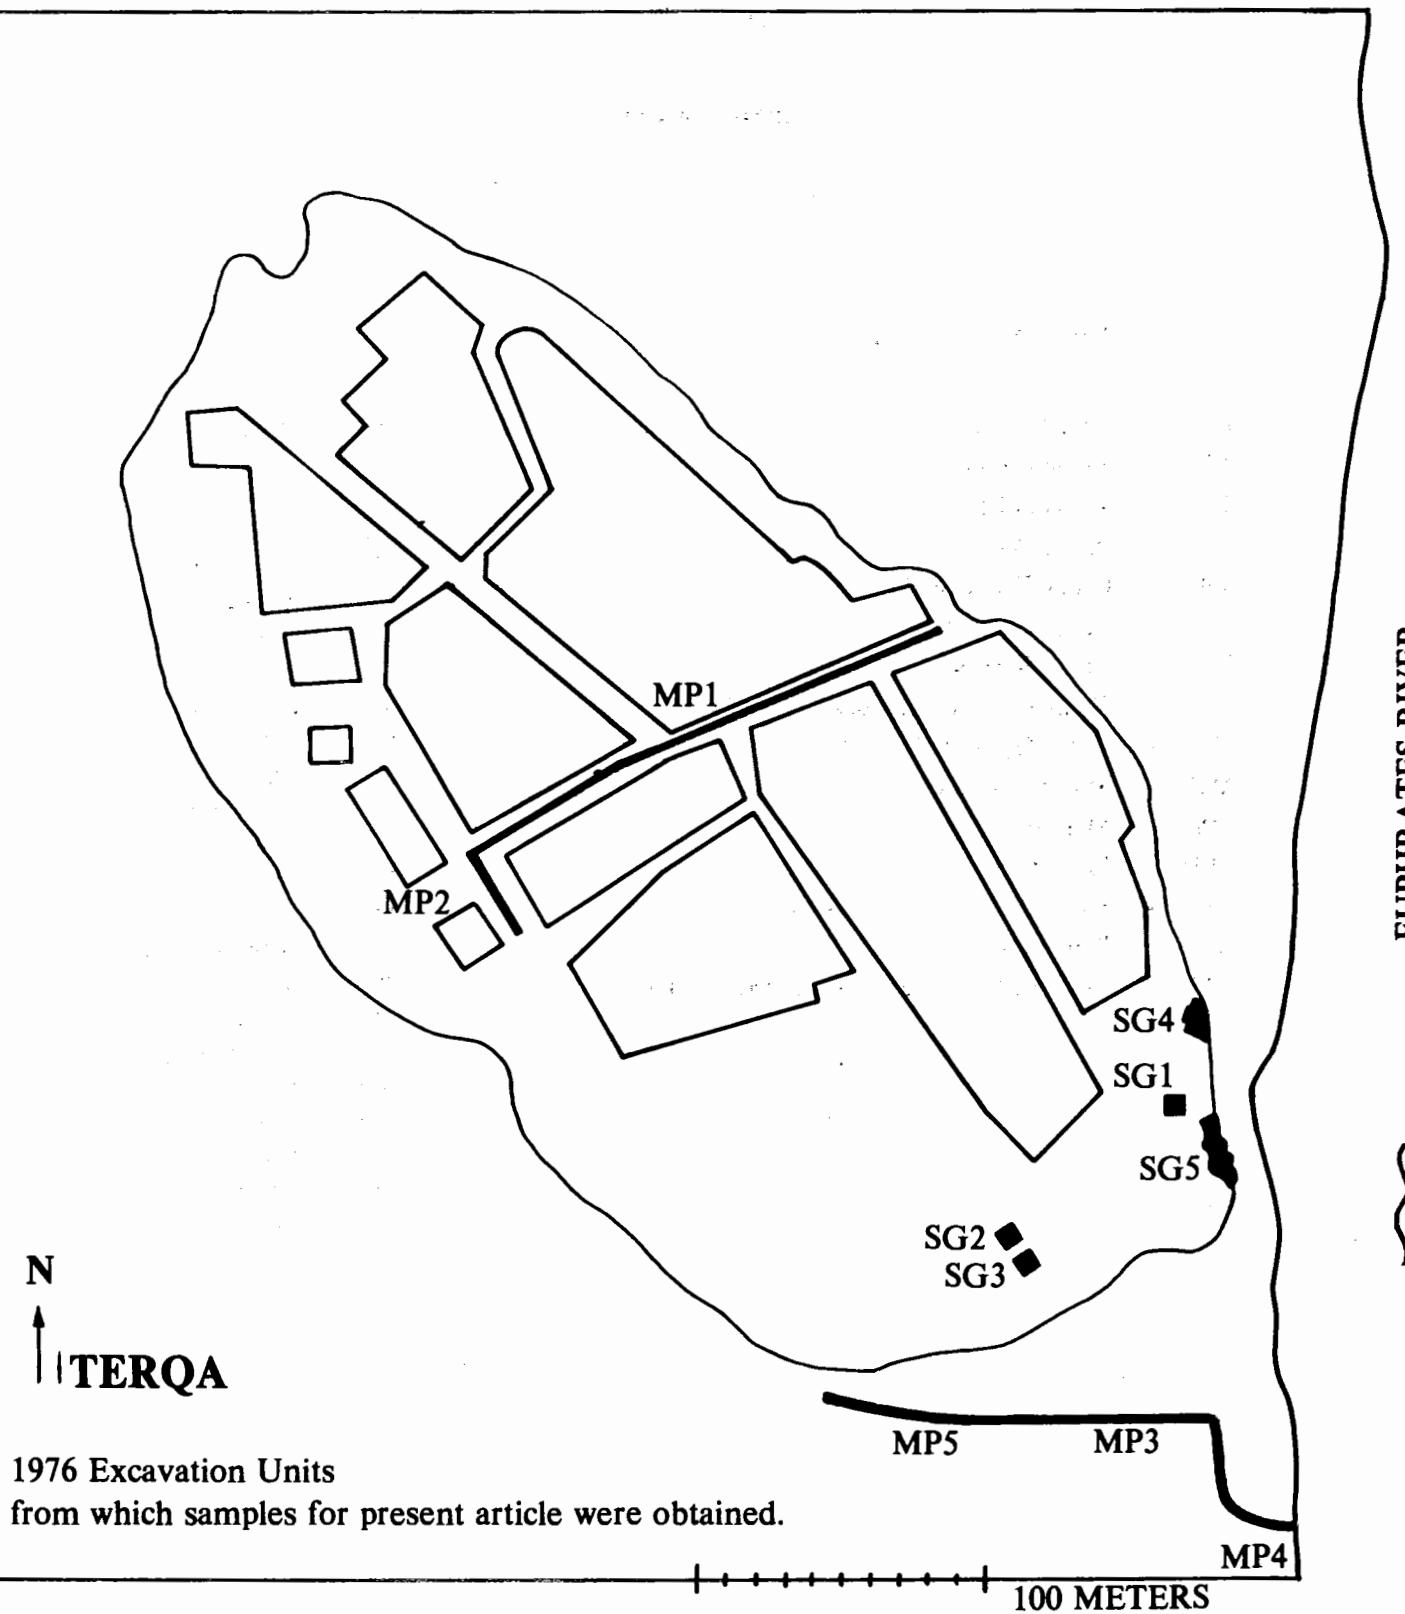 MP1
MP2
SG4
SG1
SG5
SG2
SG3
N
TERQA
MP5
MP3
1976 Excavation Units
from which samples for present article were obtained.
MP4
100 METERS